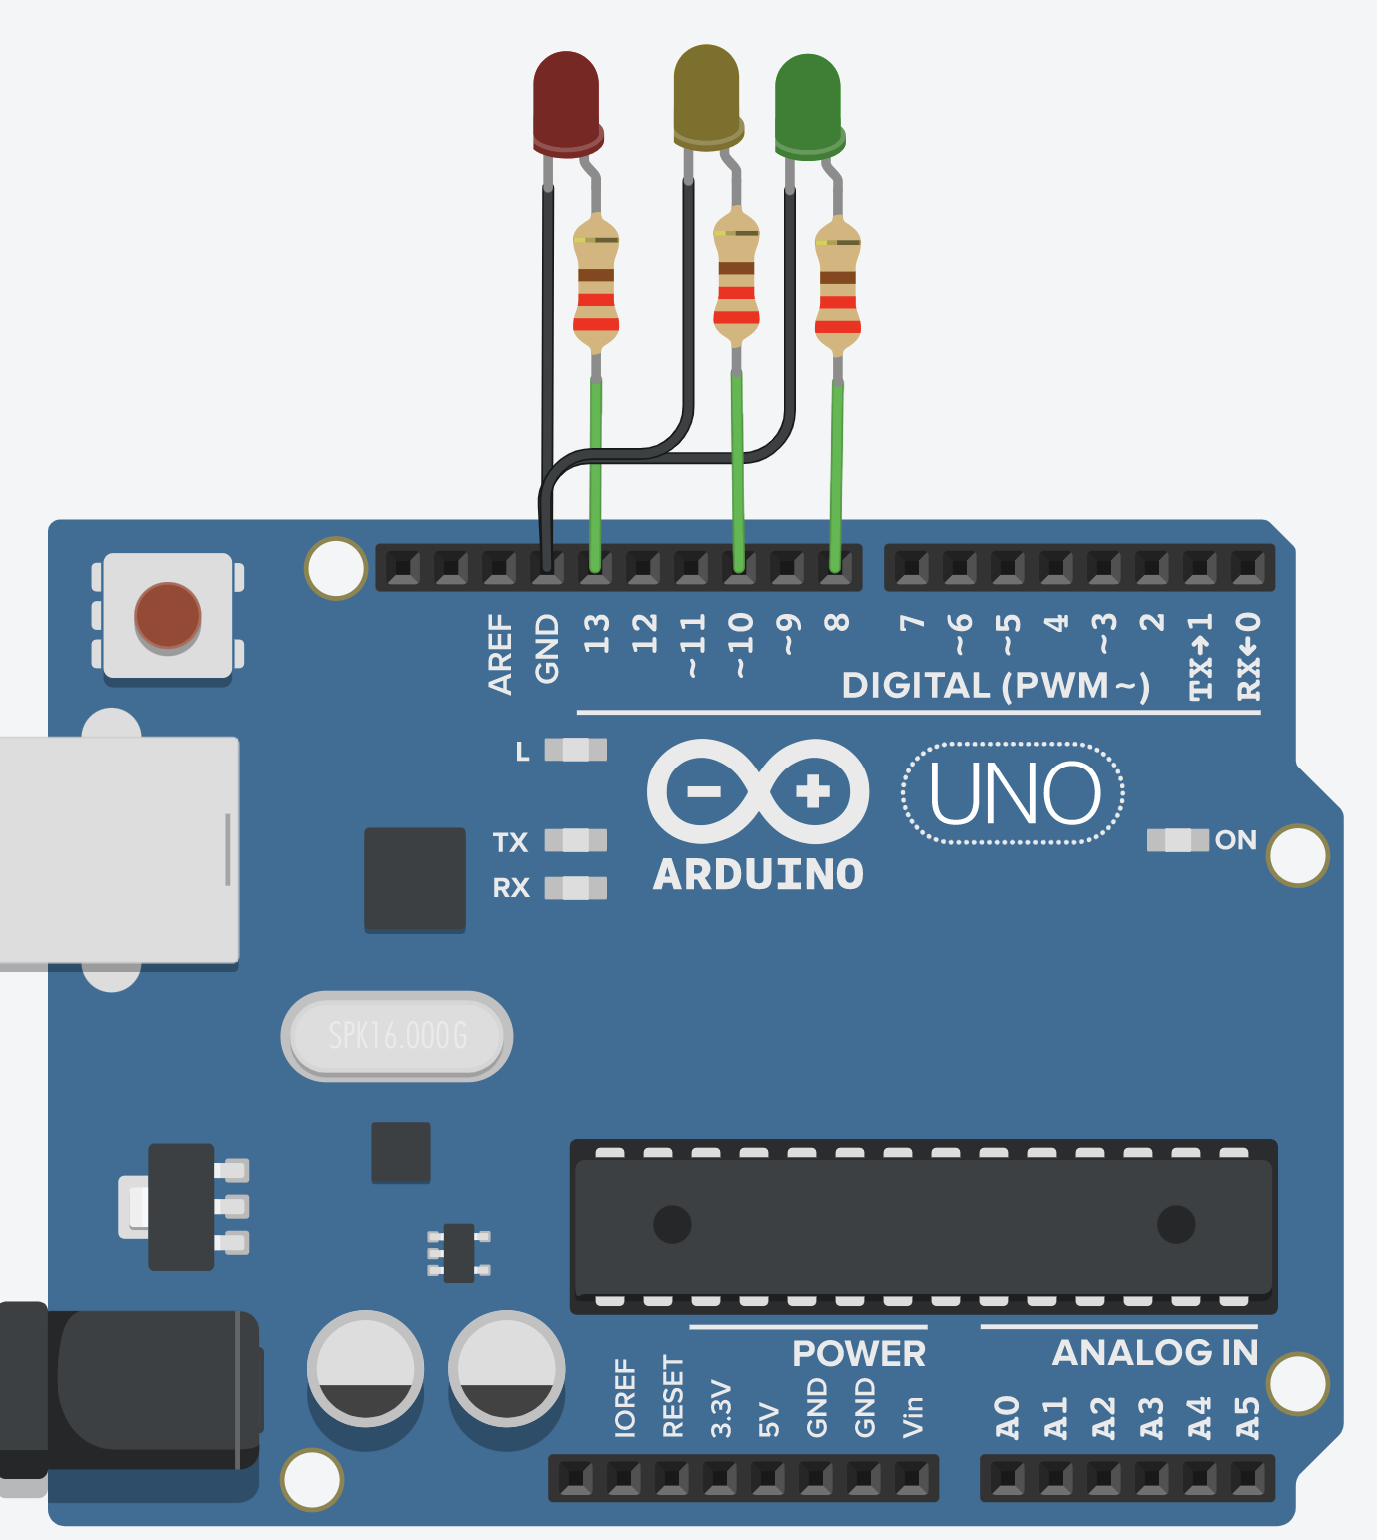 AREF
GND
13
12
~11
~10
~9
8
7
~6
~5
4
~3
2
TX→1
RX←0
DIGITAL (PWM~)
L
TX
RX
ARDUINO
UNO
ON
SPK16.000G
POWER
ANALOG IN
IOREF
RESET
3.3V
5V
GND
GND
Vin
A0
A1
A2
A3
A4
A5